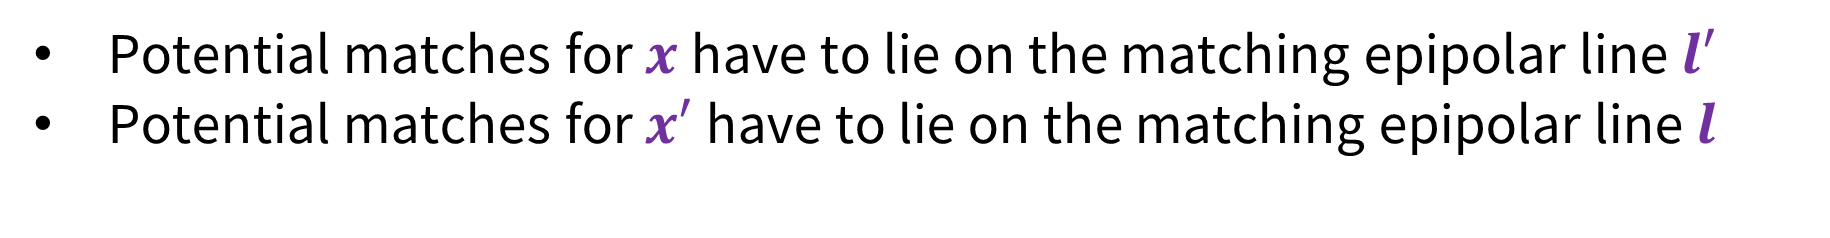 • Potential matches for x have to lie on the matching epipolar line l′
• Potential matches for x′ have to lie on the matching epipolar line l